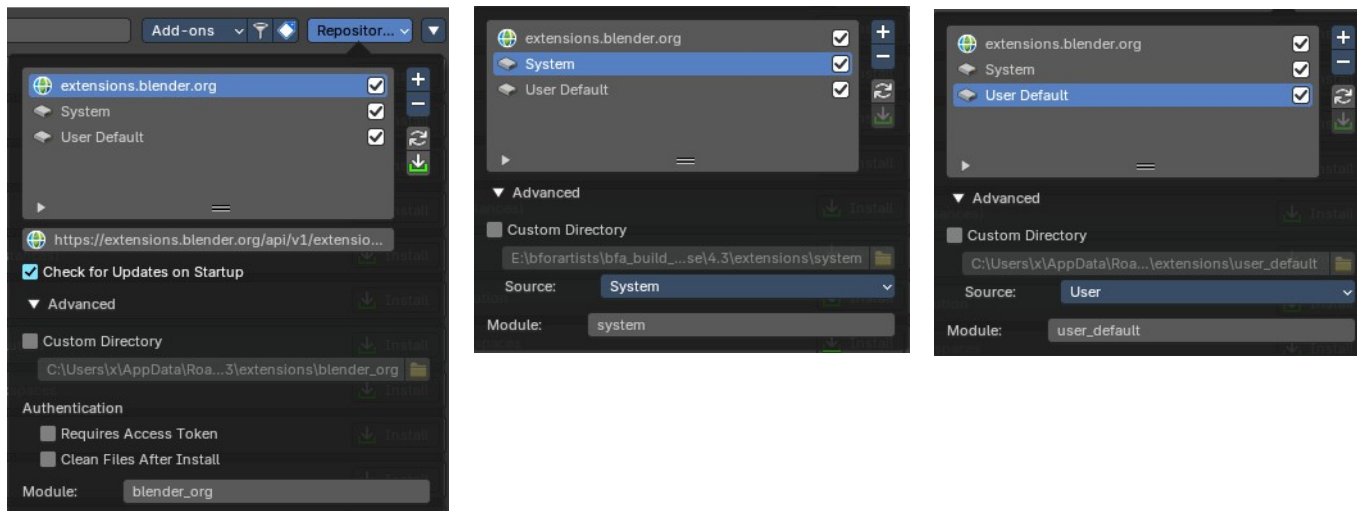 Add-ons
Repositor...
extensions.blender.org
System
User Default
https://extensions.blender.org/api/v1/extensio...
Check for Updates on Startup
Advanced
Custom Directory
C:\Users\x\AppData\Roa...3\extensions\blender_org
Authentication
Requires Access Token
Clean Files After Install
Module: blender_org
extensions.blender.org
System
User Default
Advanced
Custom Directory
E:\bforartists\bfa_build_...se\4.3\extensions\system
Source: System
Module: system
extensions.blender.org
System
User Default
Advanced
Custom Directory
C:\Users\x\AppData\Roa...\extensions\user_default
Source: User
Module: user_default